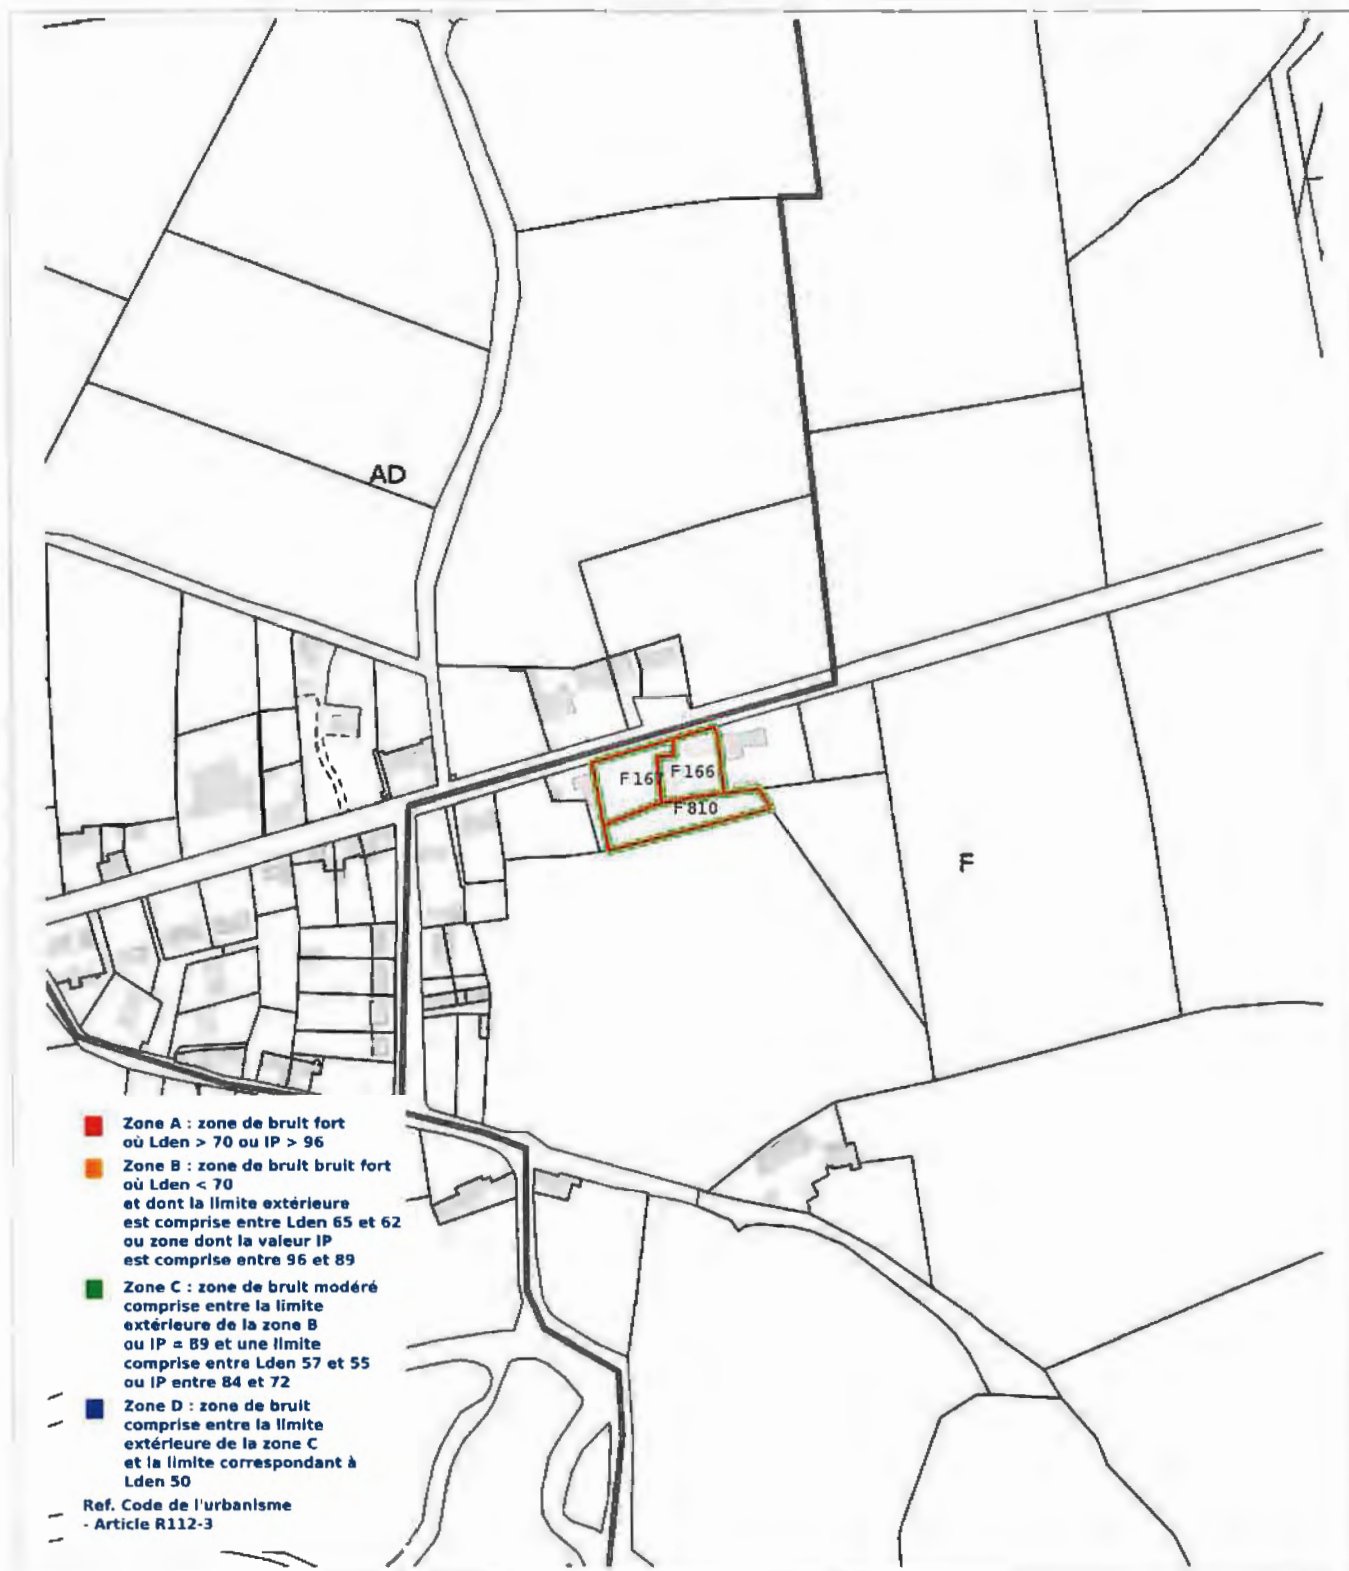 AD
F 167
F 166
F 810
F
Zone A : zone de bruit fort
où Lden > 70 ou IP > 96
Zone B : zone de bruit bruit fort
où Lden < 70
et dont la limite extérieure
est comprise entre Lden 65 et 62
ou zone dont la valeur IP
est comprise entre 96 et 89
Zone C : zone de bruit modéré
comprise entre la limite
extérieure de la zone B
ou IP = 89 et une limite
comprise entre Lden 57 et 55
ou IP entre 84 et 72
Zone D : zone de bruit
comprise entre la limite
extérieure de la zone C
et la limite correspondant à
Lden 50
Ref. Code de l'urbanisme
- Article R112-3